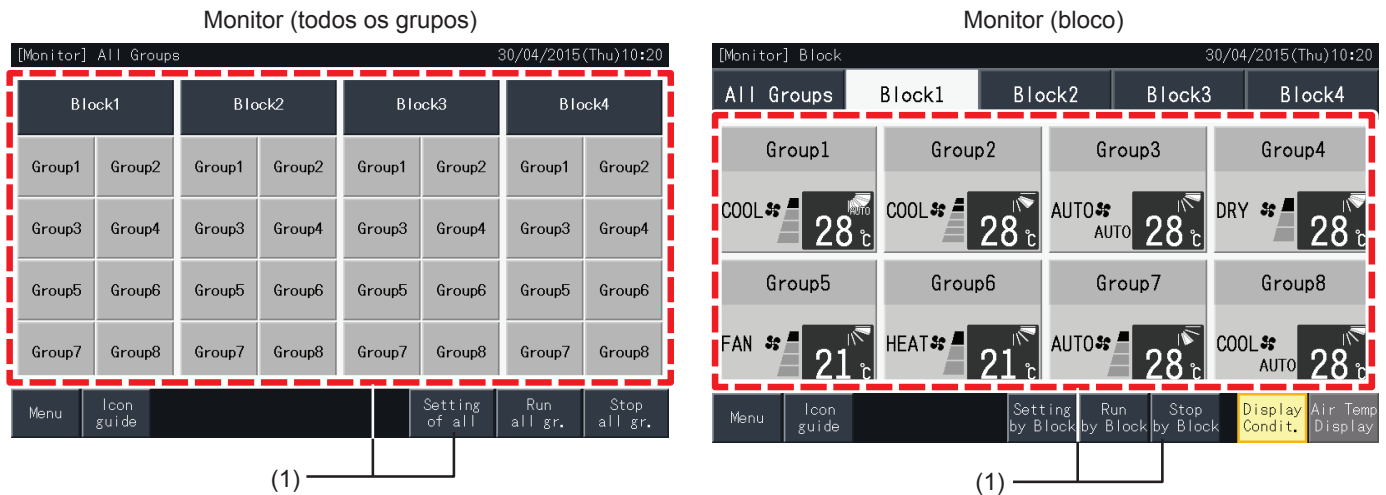 Monitor (todos os grupos)
[Monitor] All Groups 30/04/2015(Thu)10:20
Block1 Block2 Block3 Block4
Group1 Group2 Group1 Group2 Group1 Group2 Group1 Group2
Group3 Group4 Group3 Group4 Group3 Group4 Group3 Group4
Group5 Group6 Group5 Group6 Group5 Group6 Group5 Group6
Group7 Group8 Group7 Group8 Group7 Group8 Group7 Group8
Menu Icon guide Setting of all Run all gr. Stop all gr.
(1)
Monitor (bloco)
[Monitor] Block 30/04/2015(Thu)10:20
All Groups Block1 Block2 Block3 Block4
Group1 Group2 Group3 Group4
COOL AUTO 28℃ COOL 28℃ AUTO AUTO 28℃ DRY 28℃
Group5 Group6 Group7 Group8
FAN 21℃ HEAT 21℃ AUTO 28℃ COOL AUTO 28℃
Menu Icon guide Setting by Block Run by Block Stop by Block Display Condit. Air Temp Display
(1)